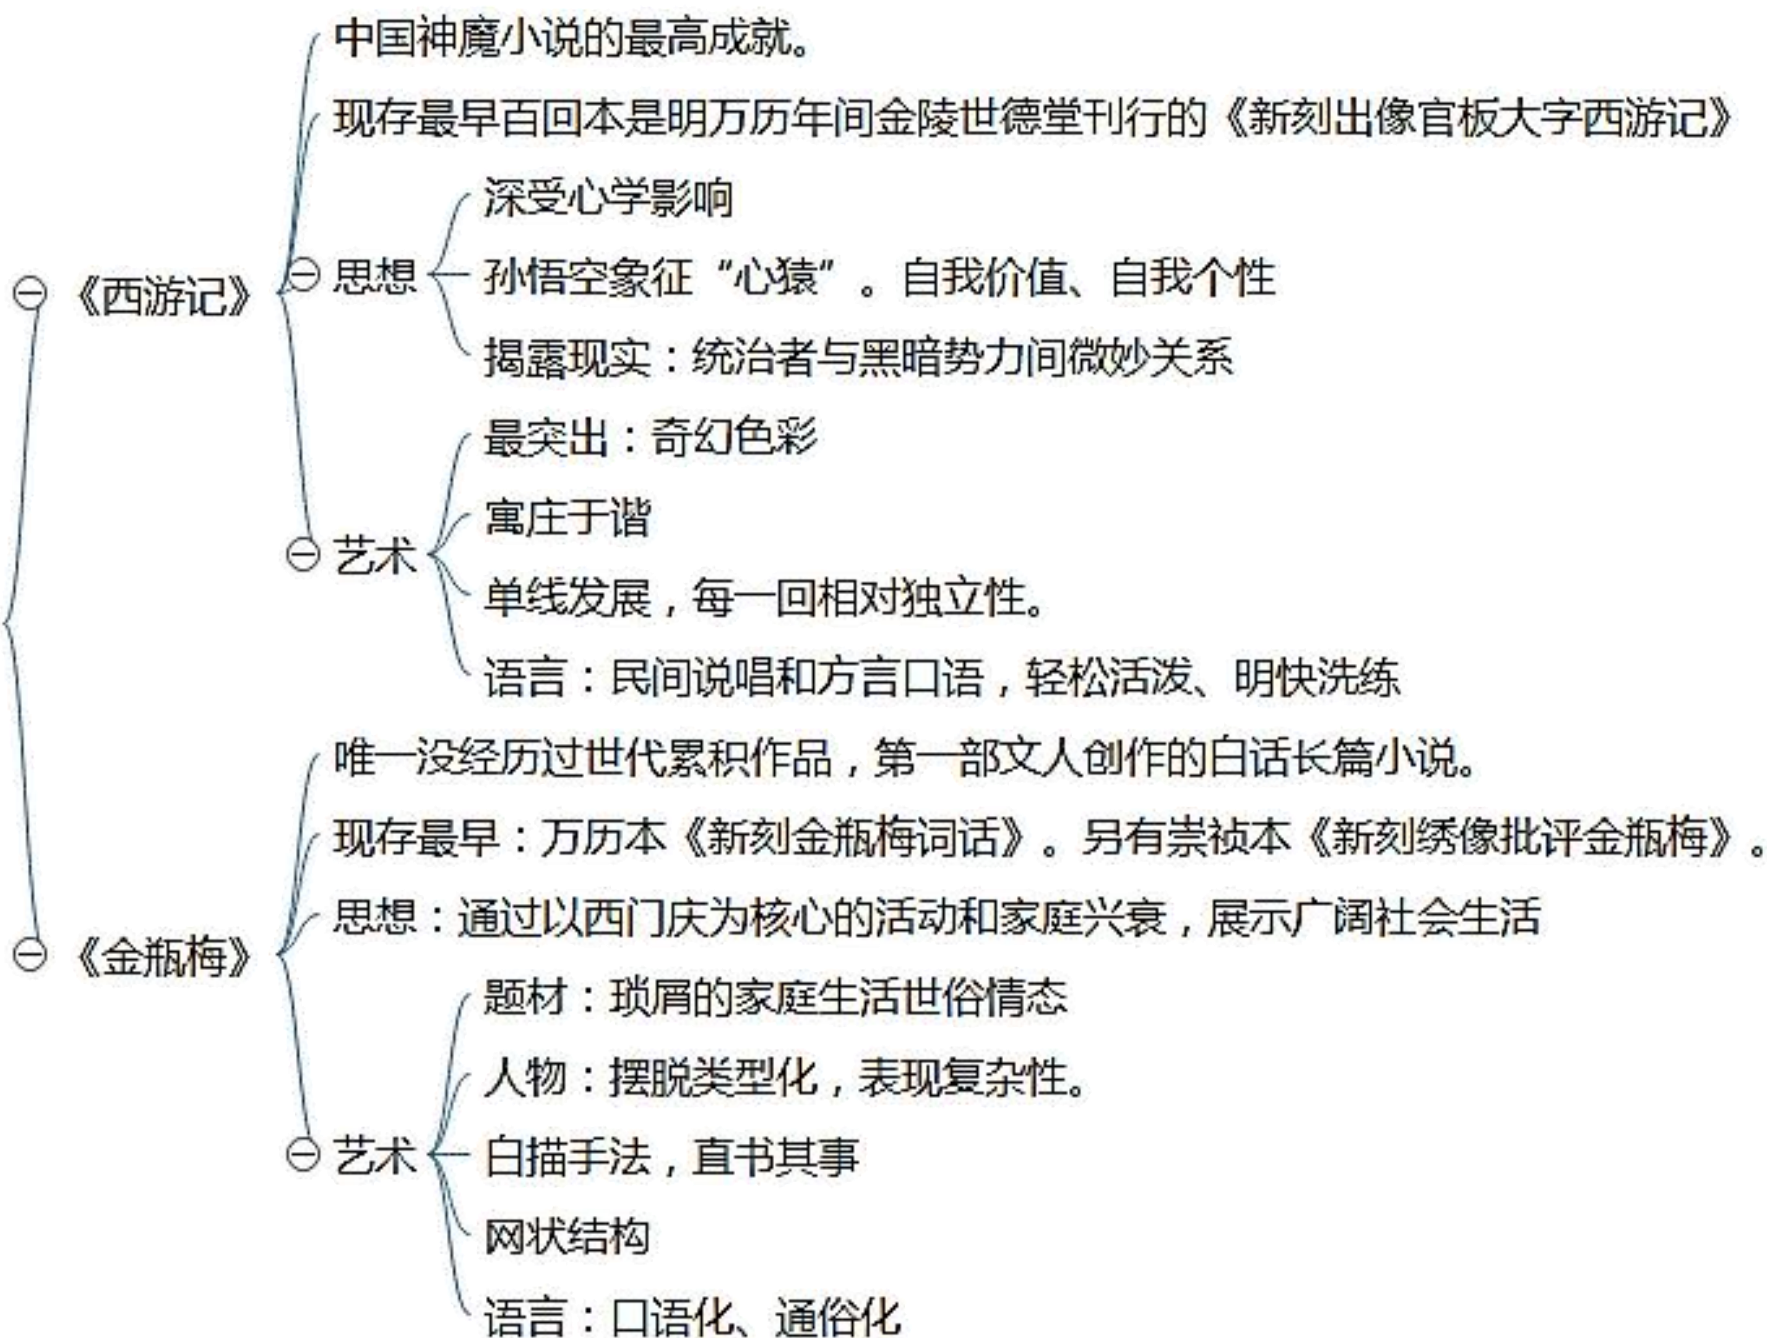 中国神魔小说的最高成就。
现存最早百回本是明万历年间金陵世德堂刊行的《新刻出像官板大字西游记》
深受心学影响
《西游记》
思想
孙悟空象征“心猿”。自我价值、自我个性
揭露现实：统治者与黑暗势力间微妙关系
最突出：奇幻色彩
寓庄于谐
艺术
单线发展，每一回相对独立性。
语言：民间说唱和方言口语，轻松活泼、明快洗练
唯一没经历过世代累积作品，第一部文人创作的白话长篇小说。
现存最早：万历本《新刻金瓶梅词话》。另有崇祯本《新刻绣像批评金瓶梅》。
思想：通过以西门庆为核心的活动和家庭兴衰，展示广阔社会生活
《金瓶梅》
题材：琐屑的家庭生活世俗情态
人物：摆脱类型化，表现复杂性。
艺术
白描手法，直书其事
网状结构
语言：口语化、通俗化